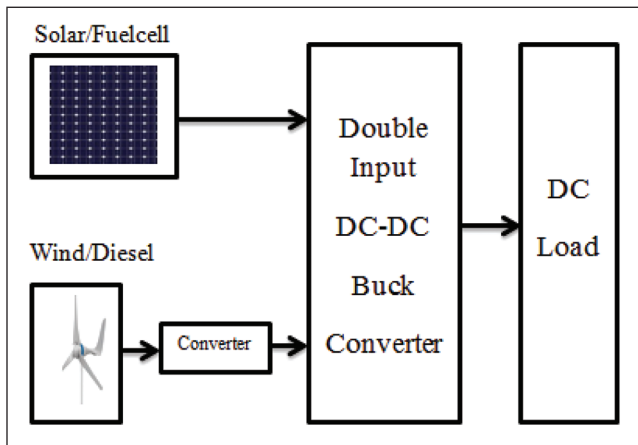 Solar/Fuelcell
Double
Input
DC-DC
Buck
Converter
DC
Load
Wind/Diesel
Converter